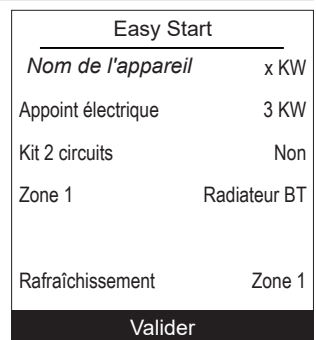 Easy Start
Nom de l'appareil x KW
Appoint électrique 3 KW
Kit 2 circuits Non
Zone 1 Radiateur BT
Rafraîchissement Zone 1
Valider